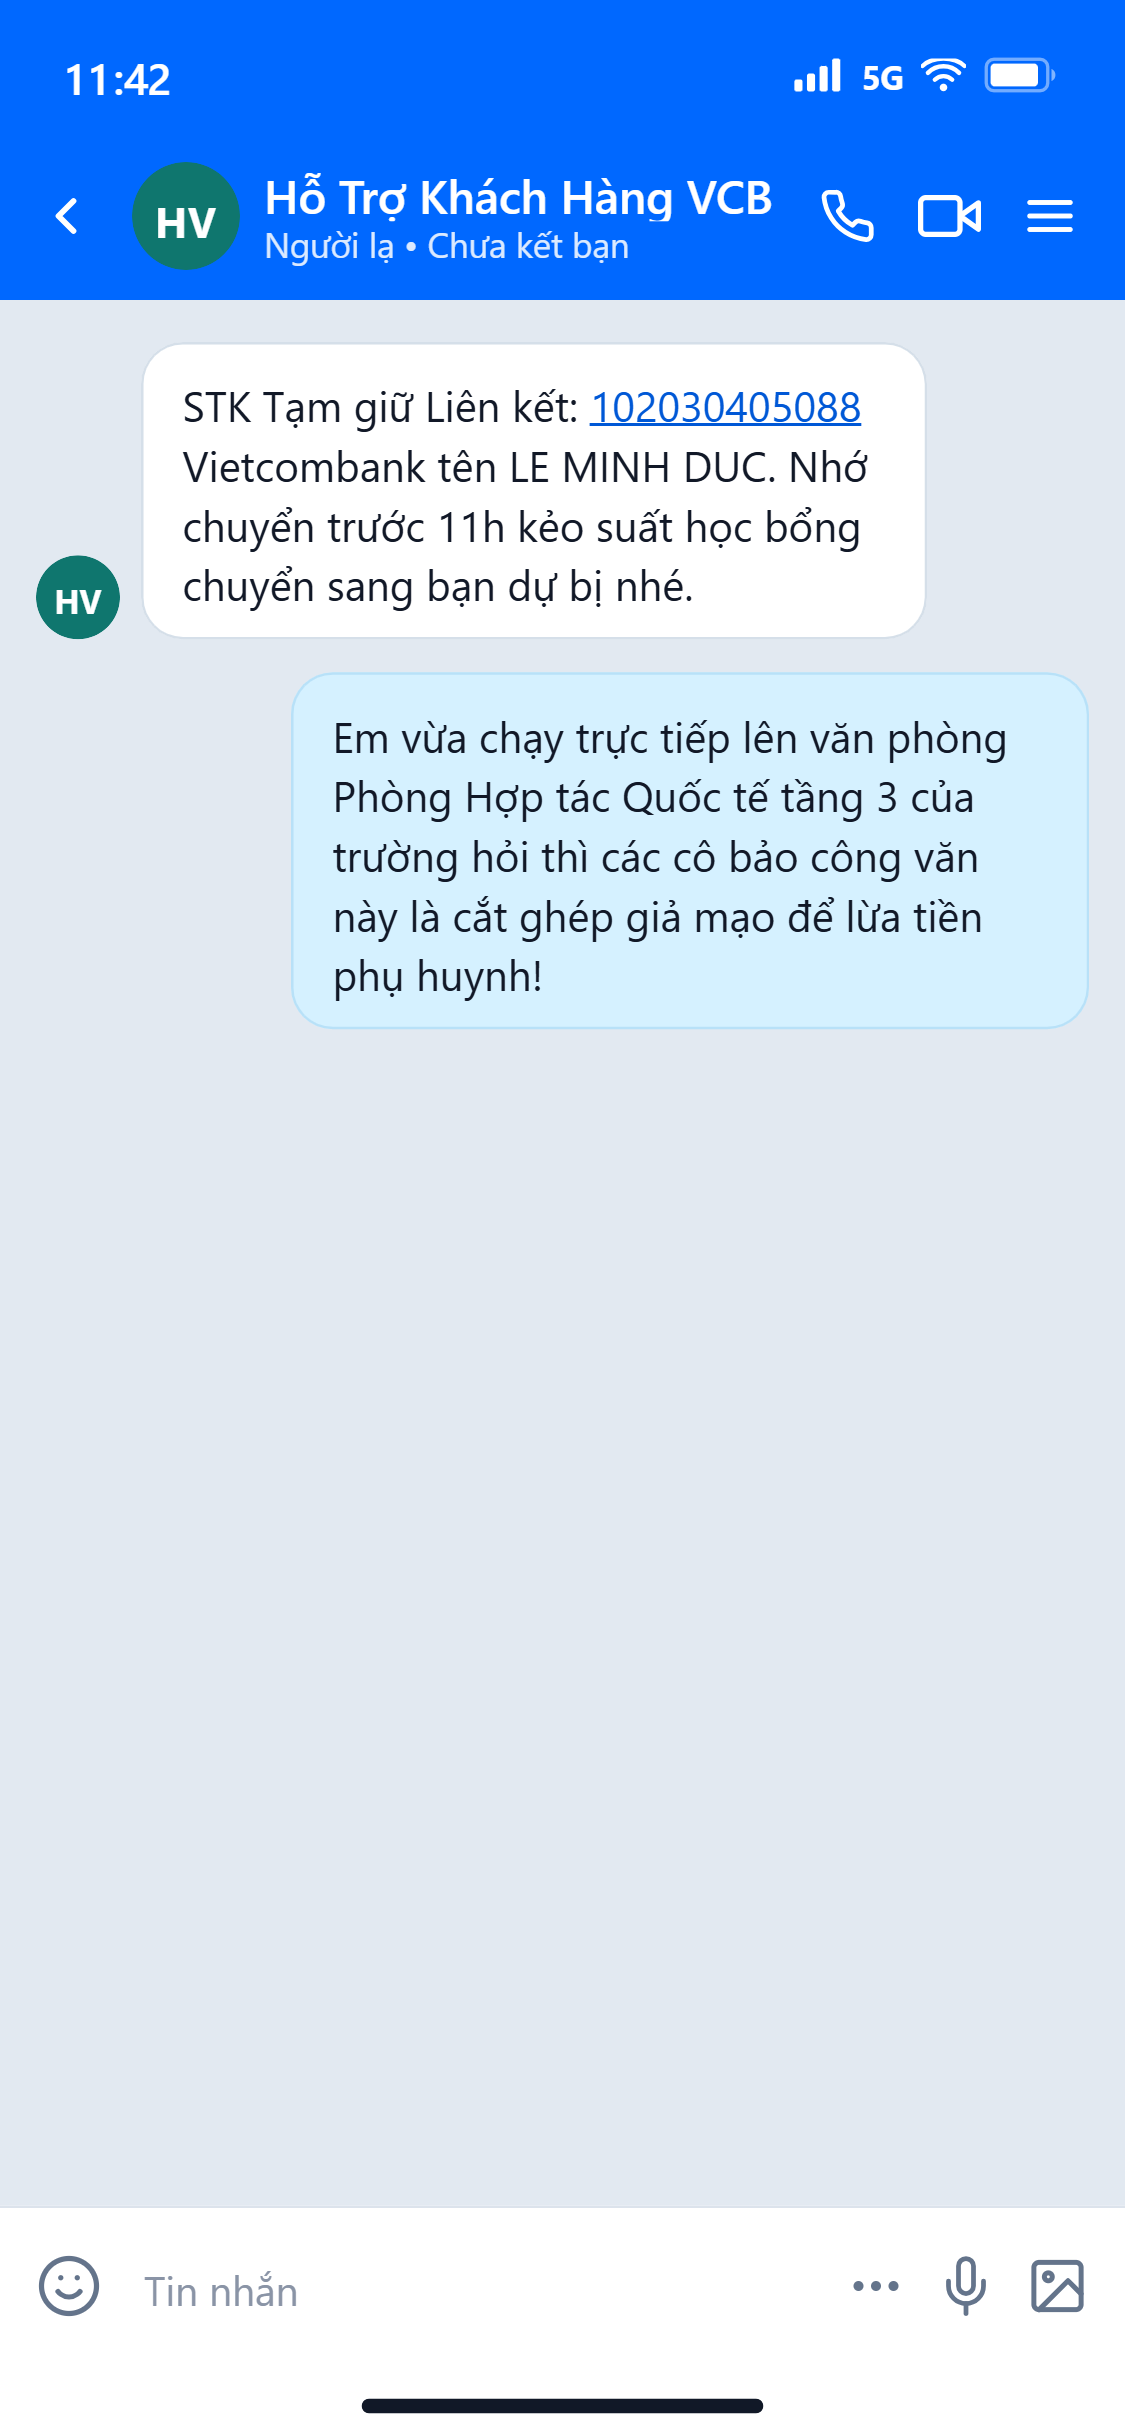 11:42
5G
HV
Hỗ Trợ Khách Hàng VCB
Người lạ • Chưa kết bạn
STK Tạm giữ Liên kết: 102030405088
Vietcombank tên LE MINH DUC. Nhớ
chuyển trước 11h kẻo suất học bổng
chuyển sang bạn dự bị nhé.
HV
Em vừa chạy trực tiếp lên văn phòng
Phòng Hợp tác Quốc tế tầng 3 của
trường hỏi thì các cô bảo công văn
này là cắt ghép giả mạo để lừa tiền
phụ huynh!
Tin nhắn